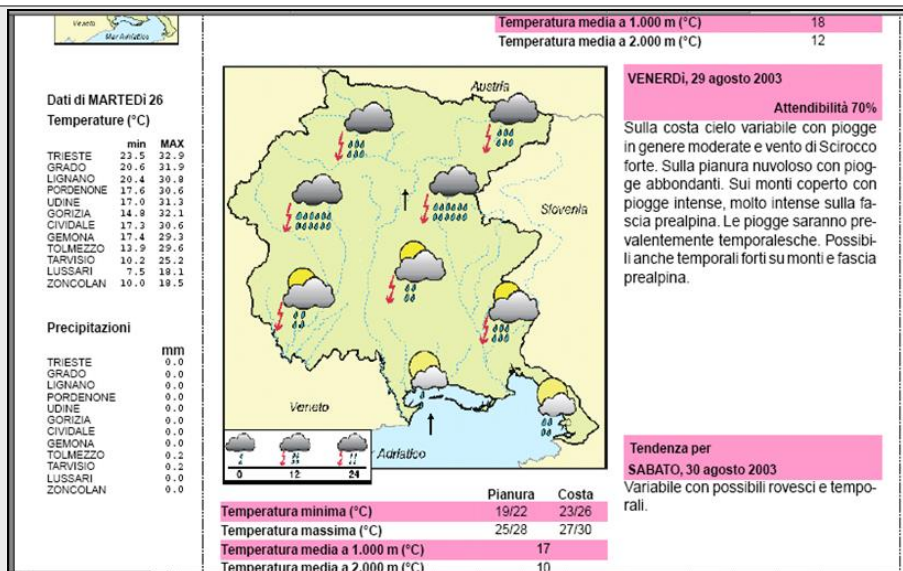 Veneto
Mar Adriatico
Temperatura media a 1.000 m (°C) 18
Temperatura media a 2.000 m (°C) 12
Dati di MARTEDì 26
Temperature (°C)
min MAX
TRIESTE 23.5 32.9
GRADO 20.6 31.9
LIGNANO 20.4 30.8
PORDENONE 17.6 30.6
UDINE 17.0 31.3
GORIZIA 14.8 32.1
CIVIDALE 17.3 30.6
GEMONA 17.4 29.3
TOLMEZZO 13.9 29.6
TARVISIO 10.2 25.2
LUSSARI 7.5 18.1
ZONCOLAN 10.0 18.5
Precipitazioni
mm
TRIESTE 0.0
GRADO 0.0
LIGNANO 0.0
PORDENONE 0.0
UDINE 0.0
GORIZIA 0.0
CIVIDALE 0.0
GEMONA 0.0
TOLMEZZO 0.2
TARVISIO 0.2
LUSSARI 0.0
ZONCOLAN 0.0
Austria
Slovenia
Veneto
Adriatico
0 12 24
Pianura Costa
Temperatura minima (°C) 19/22 23/26
Temperatura massima (°C) 25/28 27/30
Temperatura media a 1.000 m (°C) 17
Temperatura media a 2.000 m (°C) 10
VENERDì, 29 agosto 2003
Attendibilità 70%
Sulla costa cielo variabile con piogge
in genere moderate e vento di Scirocco
forte. Sulla pianura nuvoloso con piog-
ge abbondanti. Sui monti coperto con
piogge intense, molto intense sulla fa-
scia prealpina. Le piogge saranno pre-
valentemente temporalesche. Possibi-
li anche temporali forti su monti e fascia
prealpina.
Tendenza per
SABATO, 30 agosto 2003
Variabile con possibili rovesci e tempo-
rali.